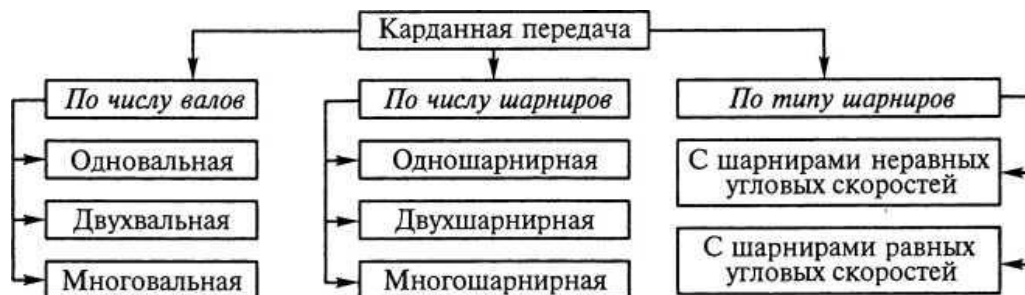 Карданная передача
По числу валов
Одновальная
Двухвальная
Многовальная
По числу шарниров
Одношарнирная
Двухшарнирная
Многошарнирная
По типу шарниров
С шарнирами неравных
угловых скоростей
С шарнирами равных
угловых скоростей